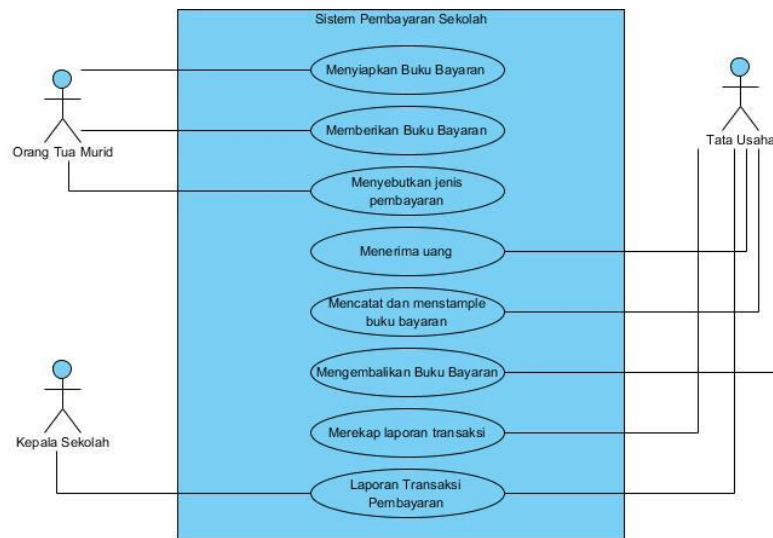 Sistem Pembayaran Sekolah
Menyiapkan Buku Bayaran
Memberikan Buku Bayaran
Orang Tua Murid
Tata Usaha
Menyebutkan jenis
pembayaran
Menerima uang
Mencatat dan menstample
buku bayaran
Mengembalikan Buku Bayaran
Merekap laporan transaksi
Kepala Sekolah
Laporan Transaksi
Pembayaran